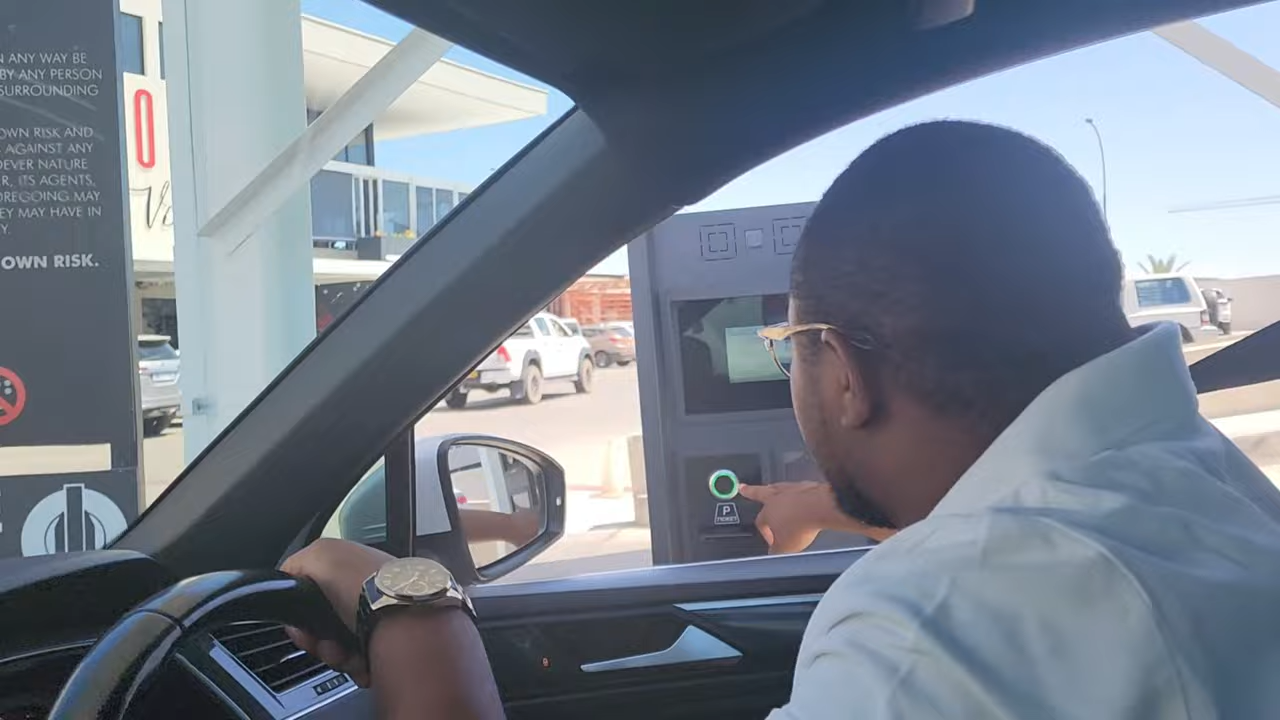 N ANY WAY BE
BY ANY PERSON
SURROUNDING
OWN RISK AND
AGAINST ANY
OEVER NATURE
R, ITS AGENTS,
OREGOING MAY
EY MAY HAVE IN
Y.
OWN RISK.
O
P
TICKET